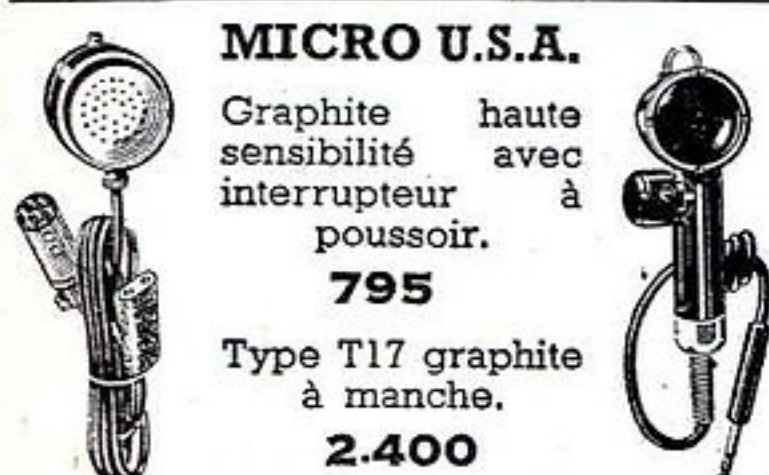 MICRO U.S.A.
Graphite haute
sensibilité avec
interrupteur à
poussoir.
795
Type T17 graphite
à manche.
2.400